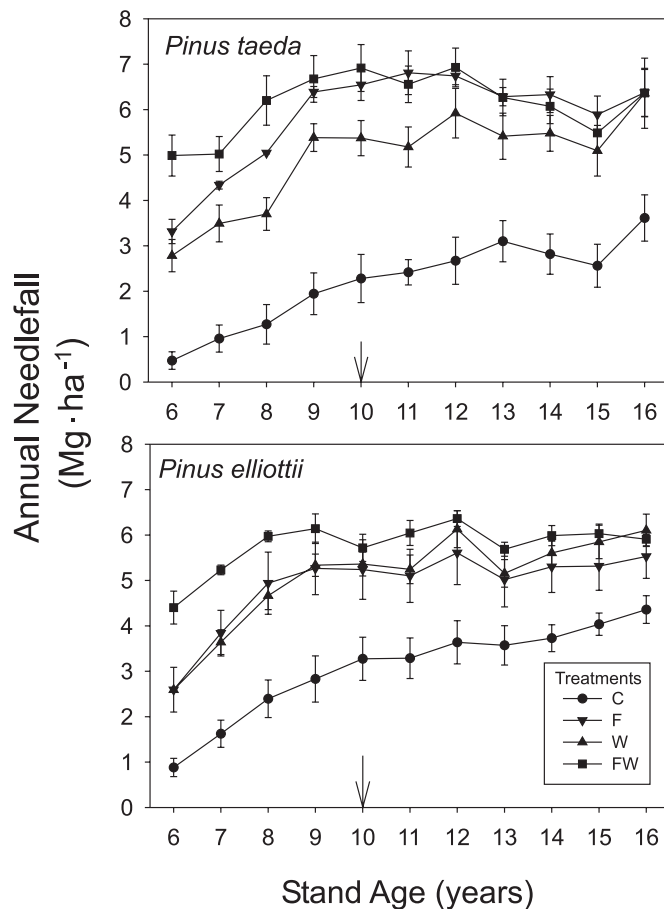 Annual Needlefall
(Mg · ha⁻¹)
8
7
6
5
4
3
2
1
0
Pinus taeda
6 7 8 9 10 11 12 13 14 15 16
8
7
6
5
4
3
2
1
0
Pinus elliottii
Treatments
C
F
W
FW
6 7 8 9 10 11 12 13 14 15 16
Stand Age (years)